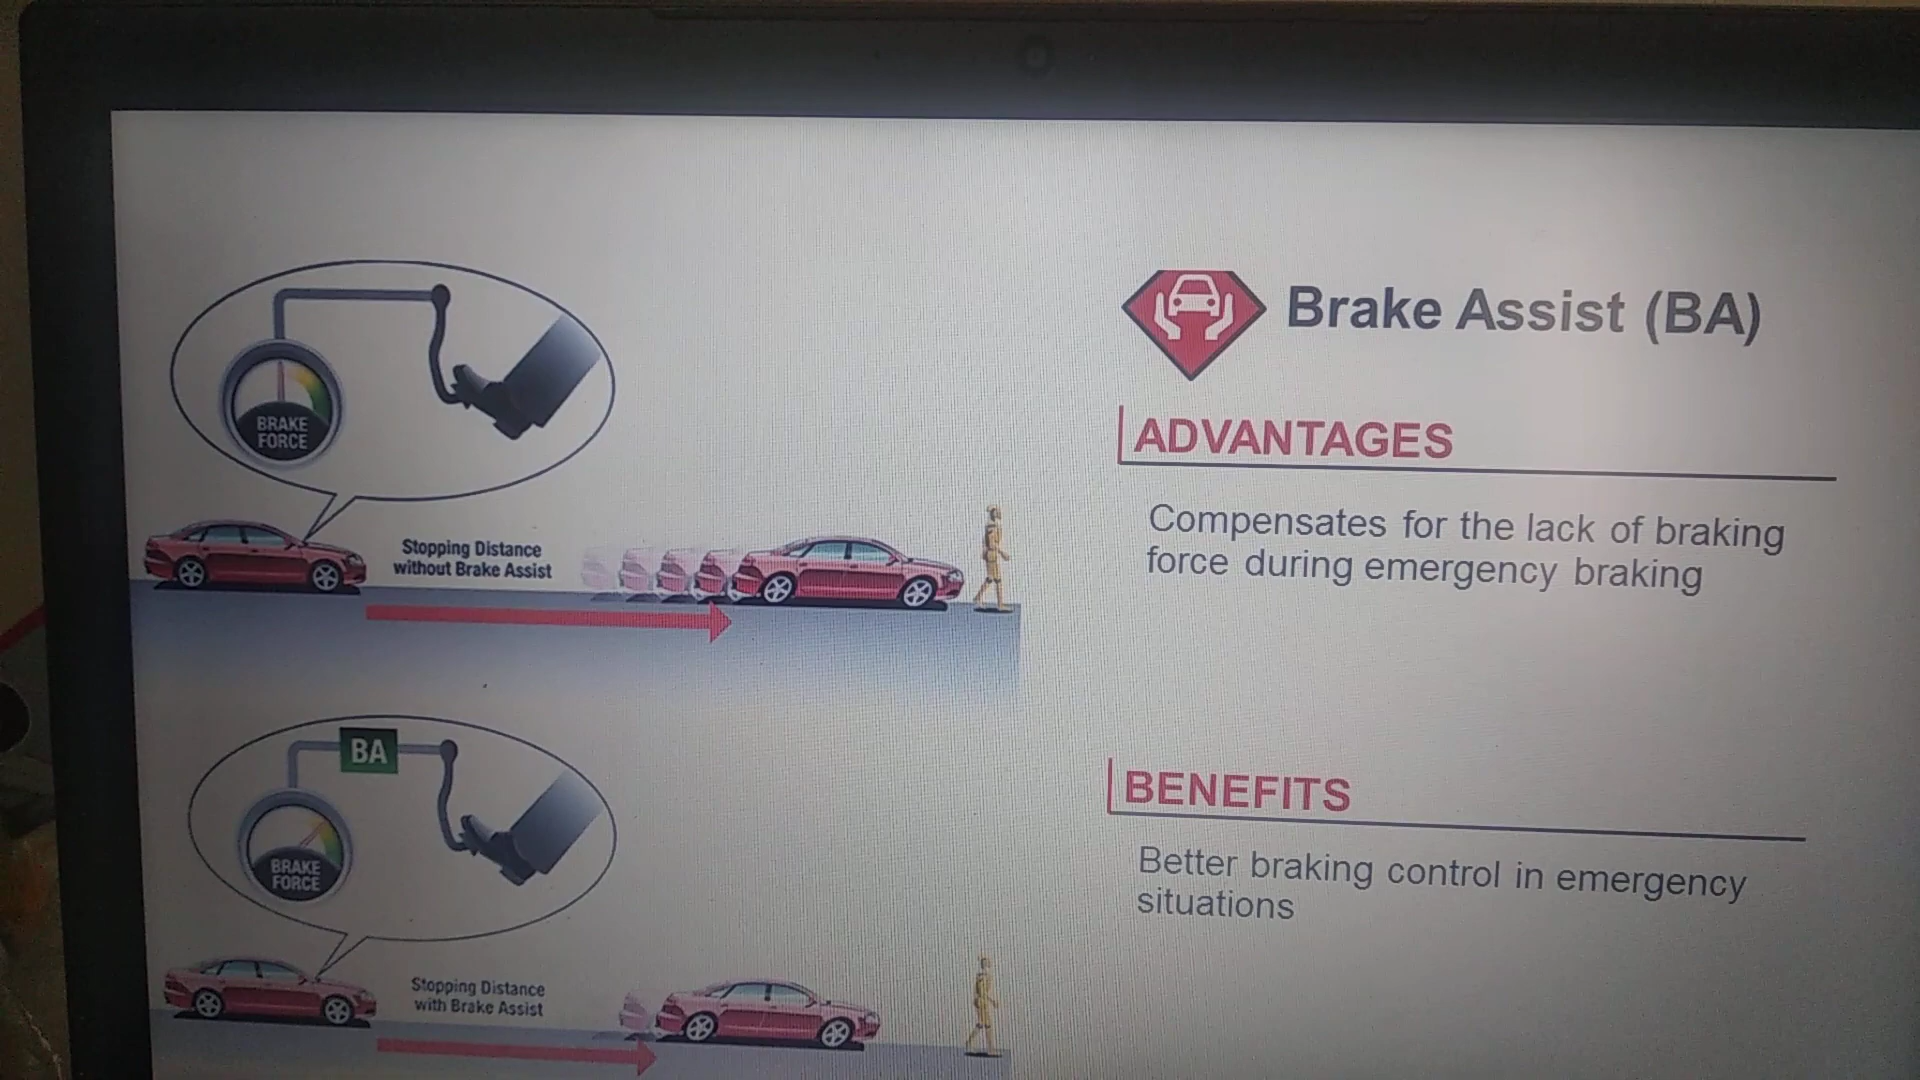 BRAKE
FORCE
Stopping Distance
without Brake Assist
BA
BRAKE
FORCE
Stopping Distance
with Brake Assist
Brake Assist (BA)
ADVANTAGES
Compensates for the lack of braking
force during emergency braking
BENEFITS
Better braking control in emergency
situations